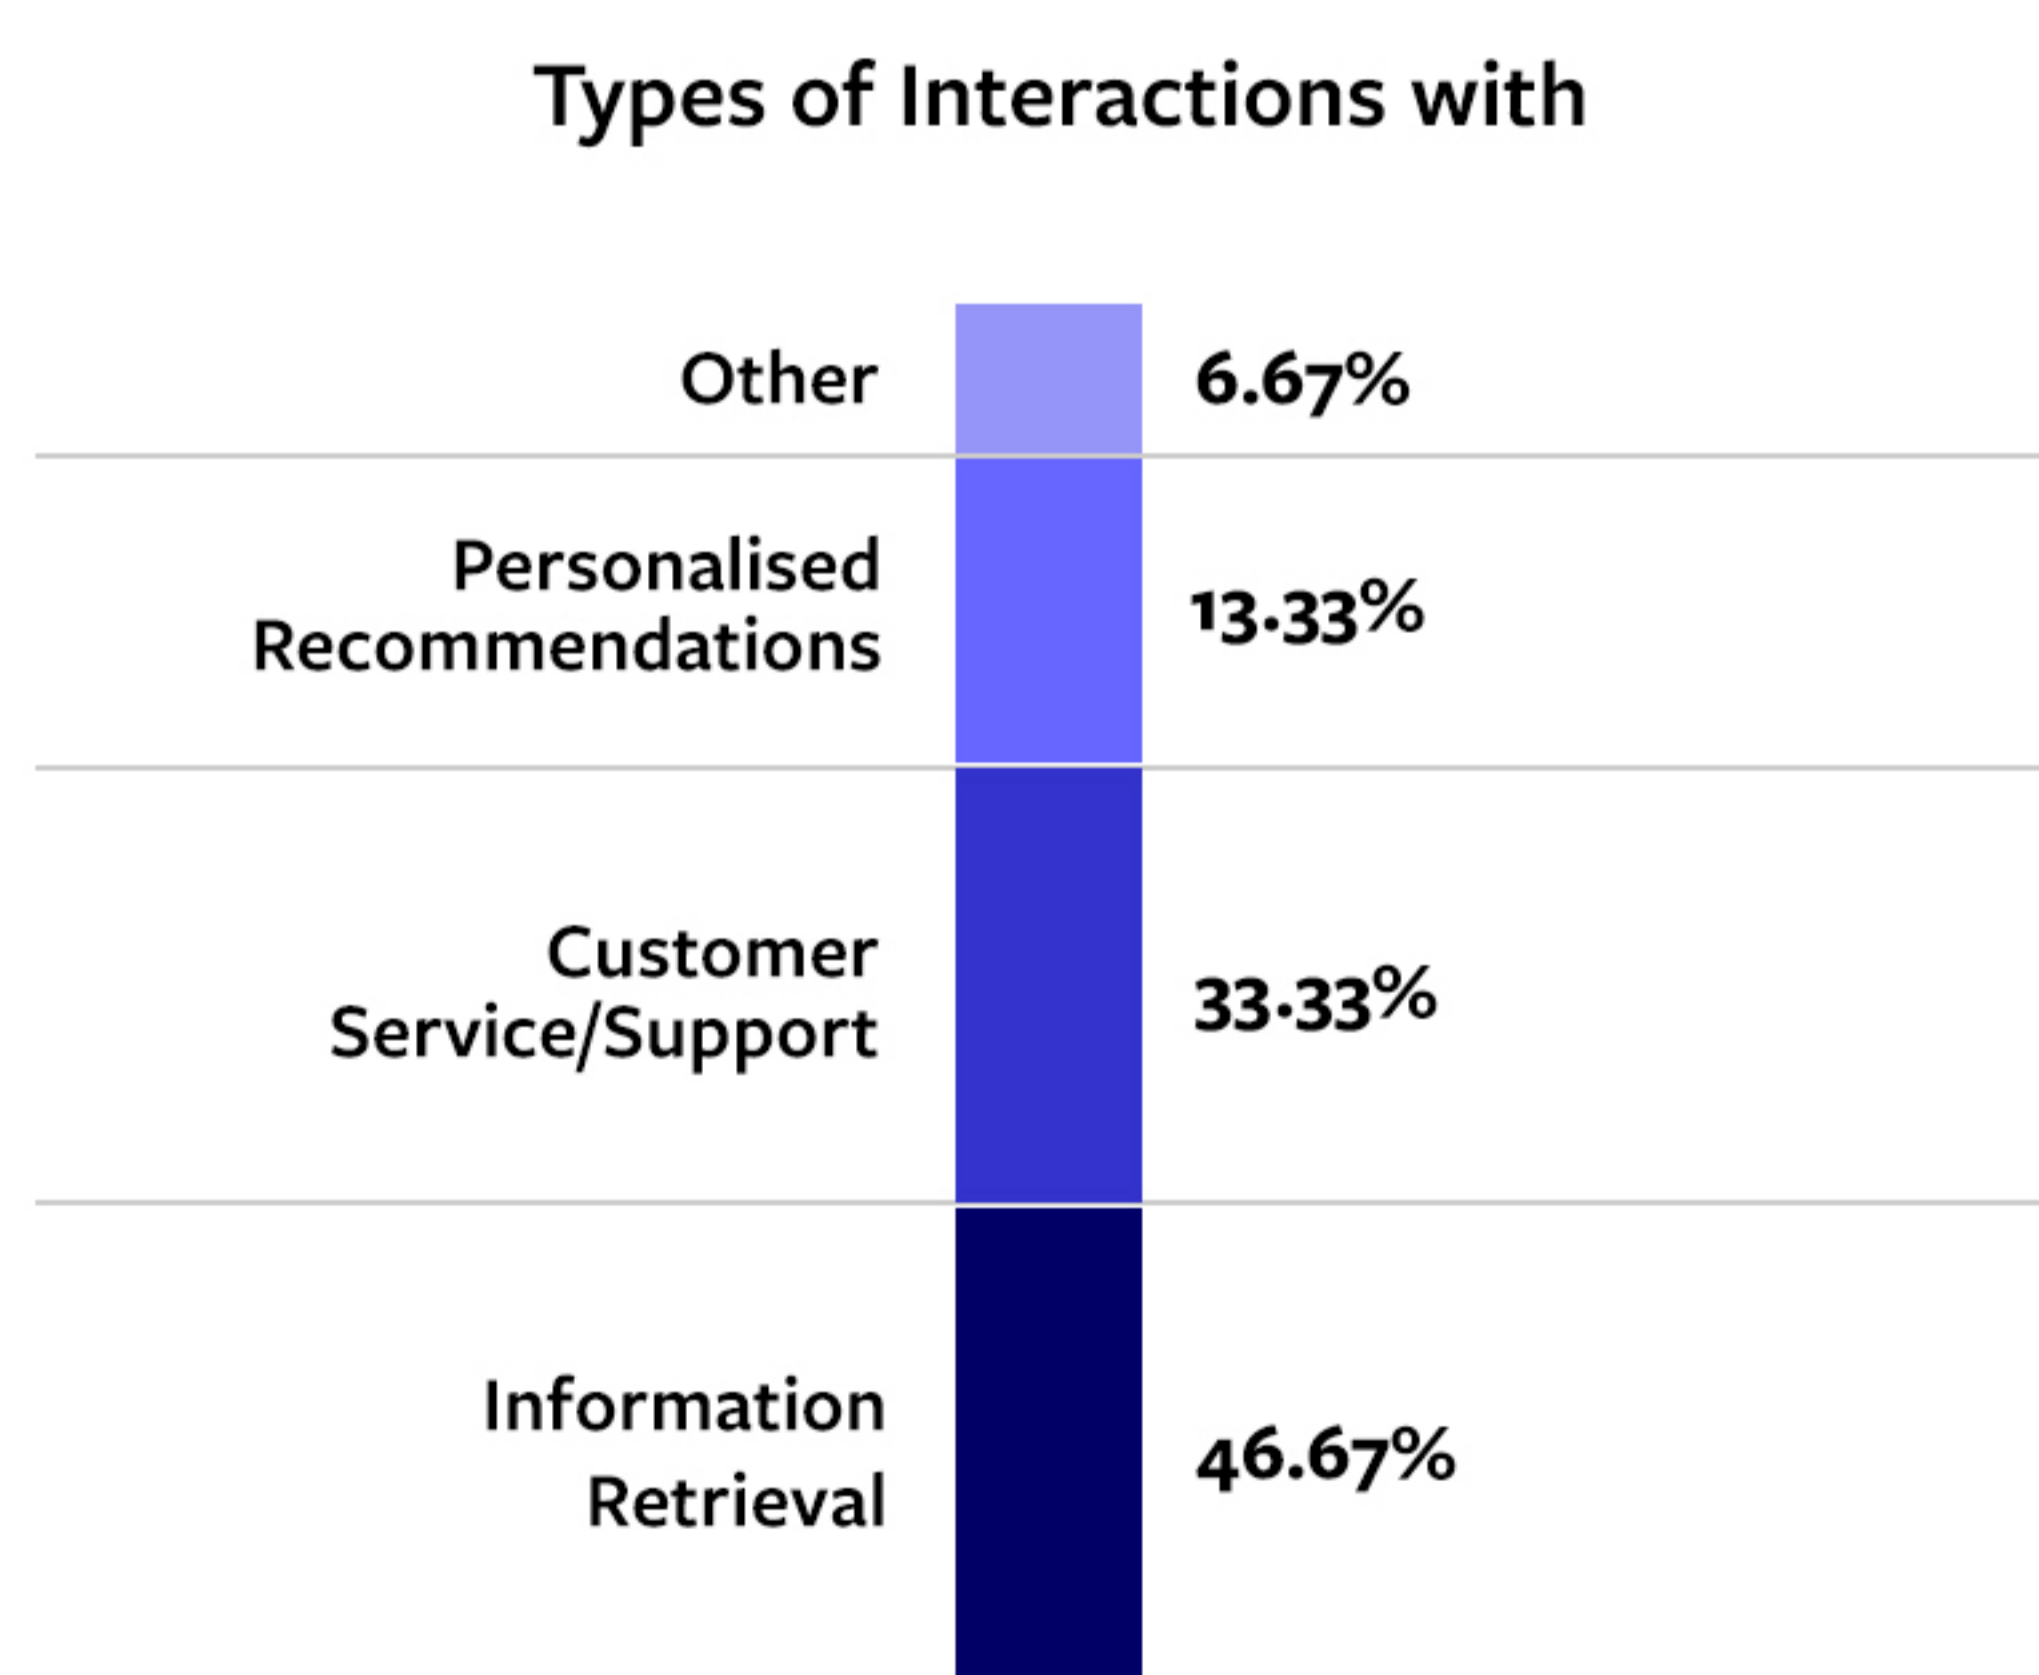 Types of Interactions with
Other
6.67%
Personalised
Recommendations
13.33%
Customer
Service/Support
33.33%
Information
Retrieval
46.67%